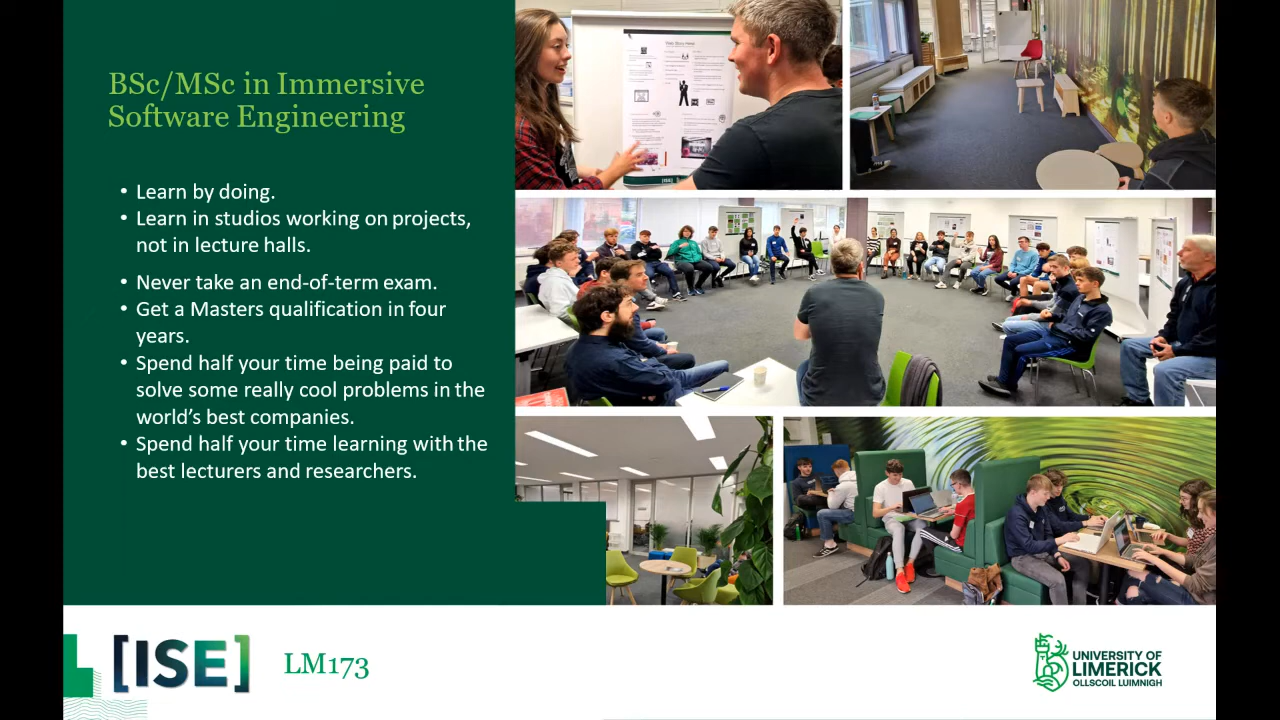 BSc/MSc in Immersive
Software Engineering
• Learn by doing.
• Learn in studios working on projects,
not in lecture halls.
• Never take an end-of-term exam.
• Get a Masters qualification in four
years.
• Spend half your time being paid to
solve some really cool problems in the
world’s best companies.
• Spend half your time learning with the
best lecturers and researchers.
[ISE]
LM173
UNIVERSITY OF
LIMERICK
OLLSCOIL LUIMNIGH